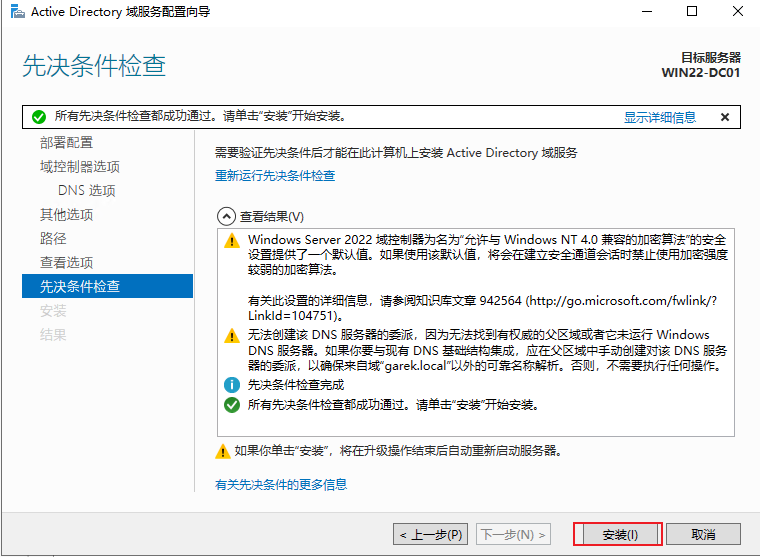 Active Directory 域服务配置向导
先决条件检查
目标服务器
WIN22-DC01
所有先决条件检查都成功通过。请单击“安装”开始安装。
显示详细信息
部署配置
域控制器选项
DNS 选项
其他选项
路径
查看选项
先决条件检查
安装
结果
需要验证先决条件后才能在此计算机上安装 Active Directory 域服务
重新运行先决条件检查
查看结果(V)
Windows Server 2022 域控制器为名为“允许与 Windows NT 4.0 兼容的加密算法”的安全
设置提供了一个默认值。如果使用该默认值，将会在建立安全通道会话时禁止使用加密强度
较弱的加密算法。
有关此设置的详细信息，请参阅知识库文章 942564 (http://go.microsoft.com/fwlink/?
LinkId=104751)。
无法创建该 DNS 服务器的委派，因为无法找到有权威的父区域或者它未运行 Windows
DNS 服务器。如果你要与现有 DNS 基础结构集成，应在父区域中手动创建对该 DNS 服务
器的委派，以确保来自域“garek.local”以外的可靠名称解析。否则，不需要执行任何操作。
先决条件检查完成
所有先决条件检查都成功通过。请单击“安装”开始安装。
如果你单击“安装”，将在升级操作结束后自动重新启动服务器。
有关先决条件的更多信息
< 上一步(P)
下一步(N) >
安装(I)
取消